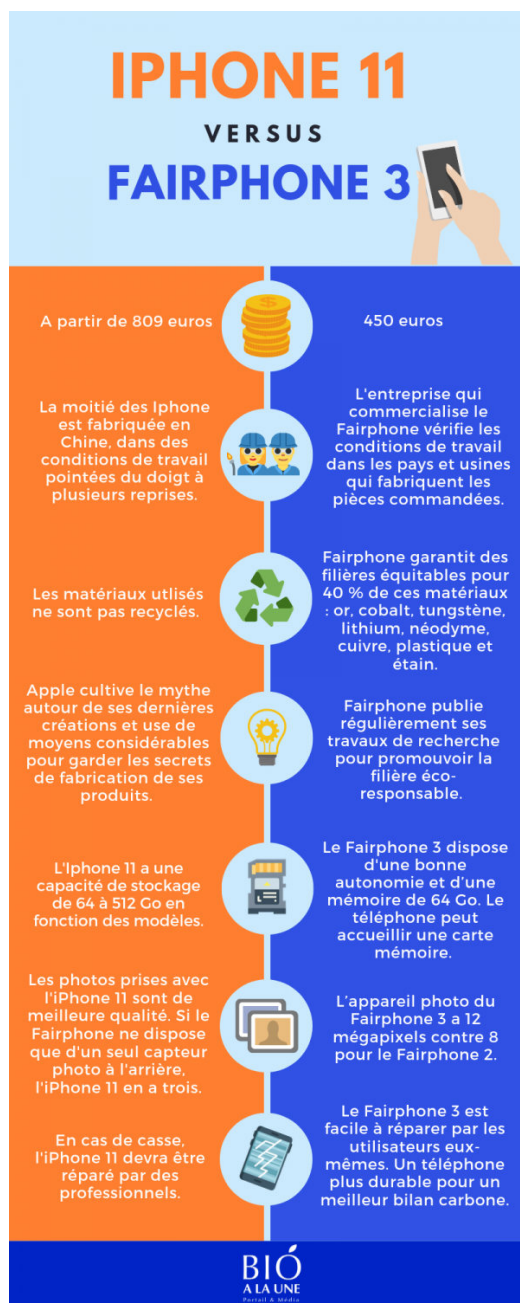 IPHONE 11
VERSUS
FAIRPHONE 3
A partir de 809 euros
450 euros
La moitié des Iphone
est fabriquée en
Chine, dans des
conditions de travail
pointées du doigt à
plusieurs reprises.
L'entreprise qui
commercialise le
Fairphone vérifie les
conditions de travail
dans les pays et usines
qui fabriquent les
pièces commandées.
Les matériaux utlisés
ne sont pas recyclés.
Fairphone garantit des
filières équitables pour
40 % de ces matériaux
: or, cobalt, tungstène,
lithium, néodyme,
cuivre, plastique et
étain.
Apple cultive le mythe
autour de ses dernières
créations et use de
moyens considérables
pour garder les secrets
de fabrication de ses
produits.
Fairphone publie
régulièrement ses
travaux de recherche
pour promouvoir la
filière éco-
responsable.
L'Iphone 11 a une
capacité de stockage
de 64 à 512 Go en
fonction des modèles.
Le Fairphone 3 dispose
d'une bonne
autonomie et d’une
mémoire de 64 Go. Le
téléphone peut
accueillir une carte
mémoire.
Les photos prises avec
l'iPhone 11 sont de
meilleure qualité. Si le
Fairphone ne dispose
que d'un seul capteur
photo à l'arrière,
l'iPhone 11 en a trois.
L’appareil photo du
Fairphone 3 a 12
mégapixels contre 8
pour le Fairphone 2.
En cas de casse,
l'iPhone 11 devra être
réparé par des
professionnels.
Le Fairphone 3 est
facile à réparer par les
utilisateurs eux-
mêmes. Un téléphone
plus durable pour un
meilleur bilan carbone.
BIÓ
A LA UNE
Portail & Média